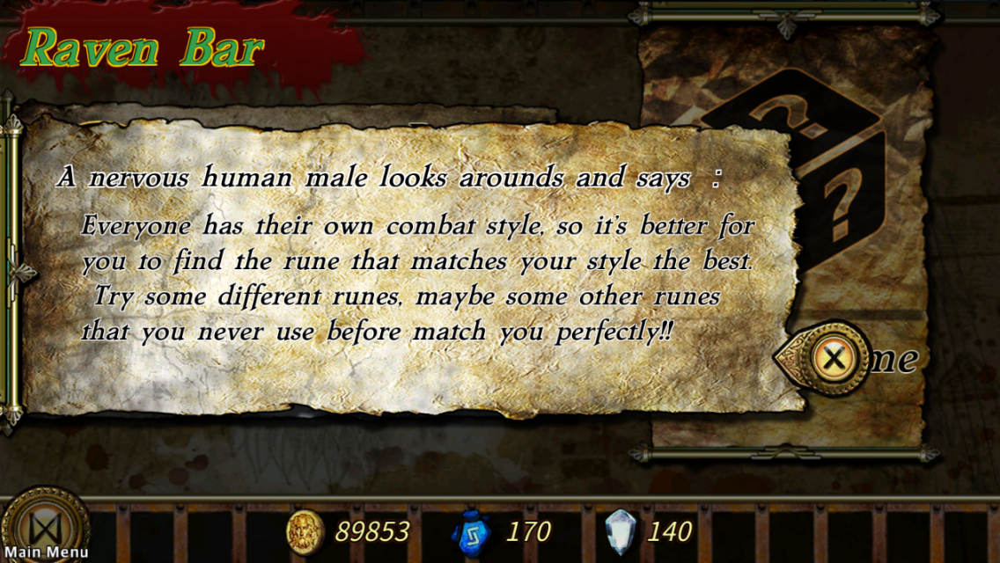 Raven Bar
A nervous human male looks arounds and says :
Everyone has their own combat style, so it's better for
you to find the rune that matches your style the best.
Try some different runes, maybe some other runes
that you never use before match you perfectly!!
? ?
me
Main Menu
89853
170
140